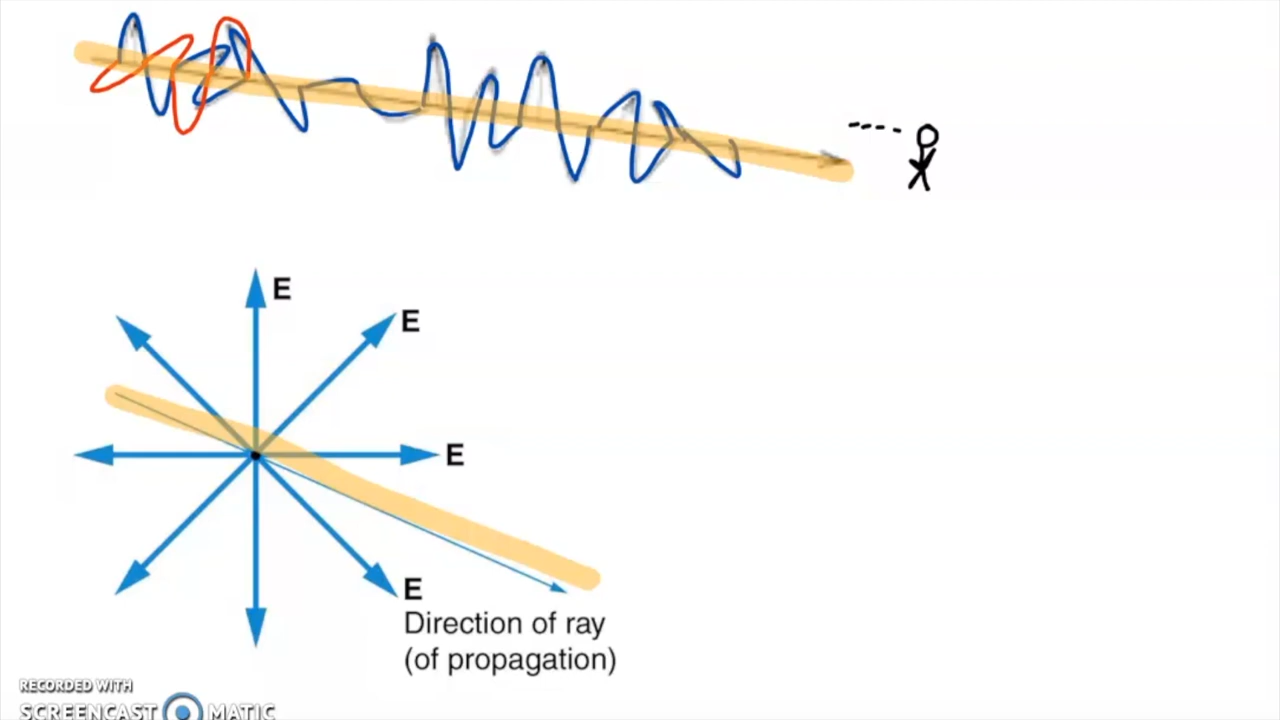 E
E
E
E
Direction of ray
(of propagation)
RECORDED WITH
SCREENCAST MATIC